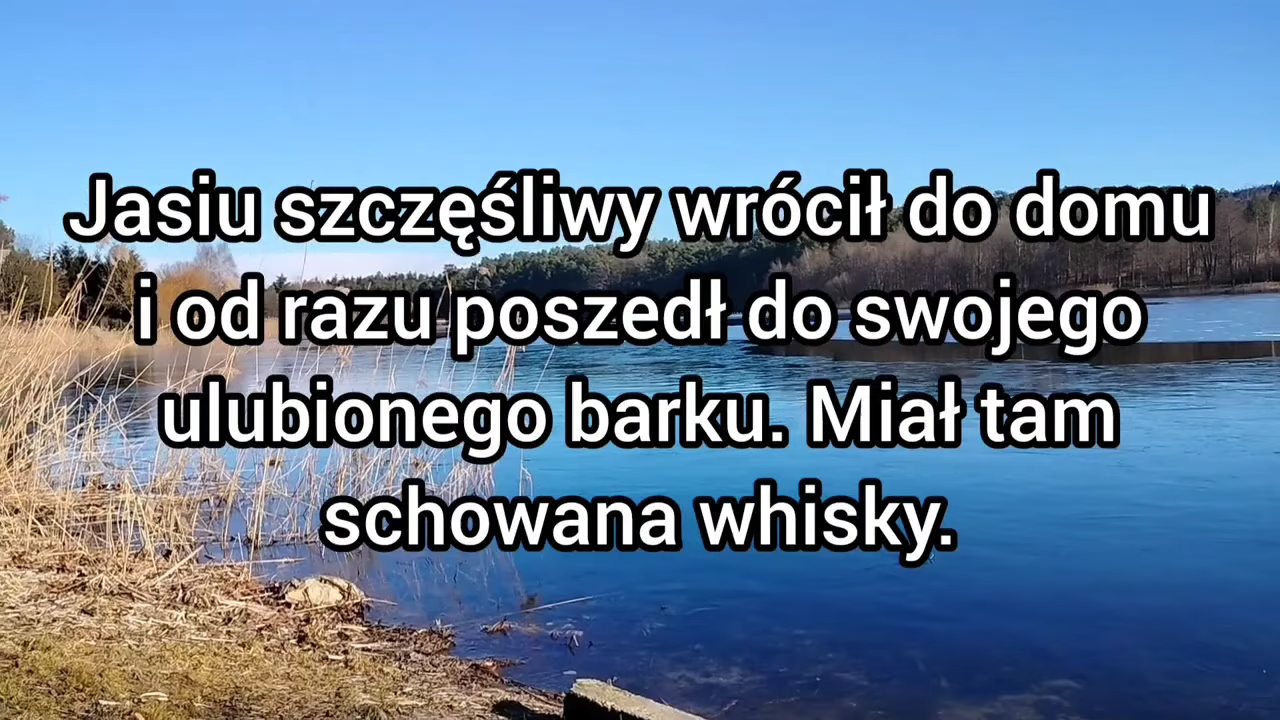 Jasiu szczęśliwy wrócił do domu
i od razu poszedł do swojego
ulubionego barku. Miał tam
schowana whisky.